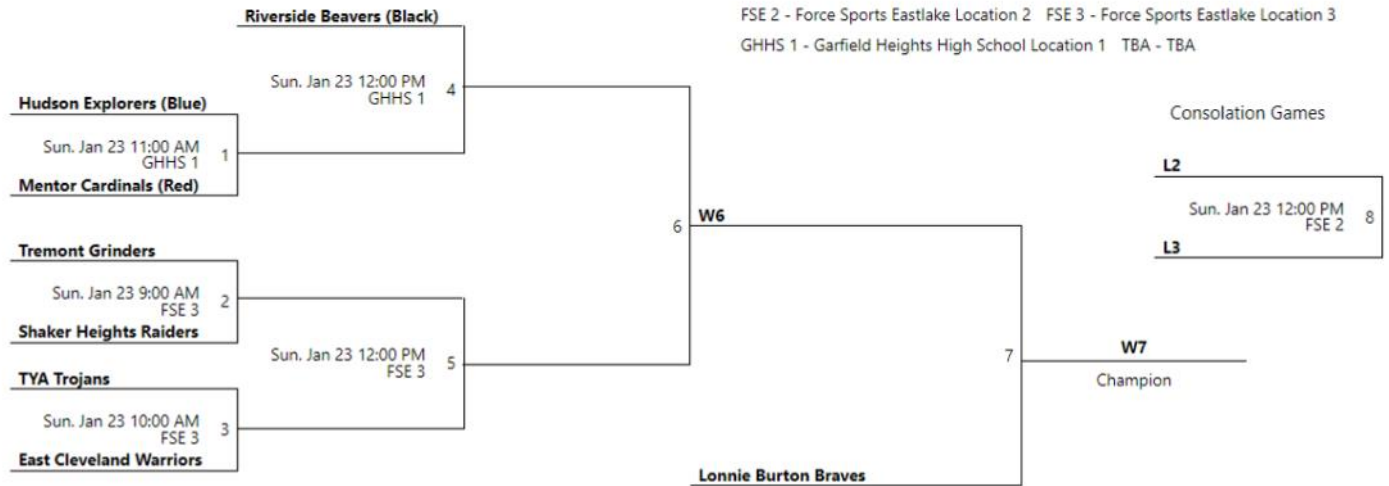 Riverside Beavers (Black)
FSE 2 - Force Sports Eastlake Location 2 FSE 3 - Force Sports Eastlake Location 3
GHHS 1 - Garfield Heights High School Location 1 TBA - TBA
Sun. Jan 23 12:00 PM
GHHS 1
4
Hudson Explorers (Blue)
Sun. Jan 23 11:00 AM
GHHS 1
1
Mentor Cardinals (Red)
Consolation Games
L2
Sun. Jan 23 12:00 PM
FSE 2
8
L3
6
W6
Tremont Grinders
Sun. Jan 23 9:00 AM
FSE 3
2
Shaker Heights Raiders
Sun. Jan 23 12:00 PM
FSE 3
5
TYA Trojans
Sun. Jan 23 10:00 AM
FSE 3
3
East Cleveland Warriors
7
W7
Champion
Lonnie Burton Braves